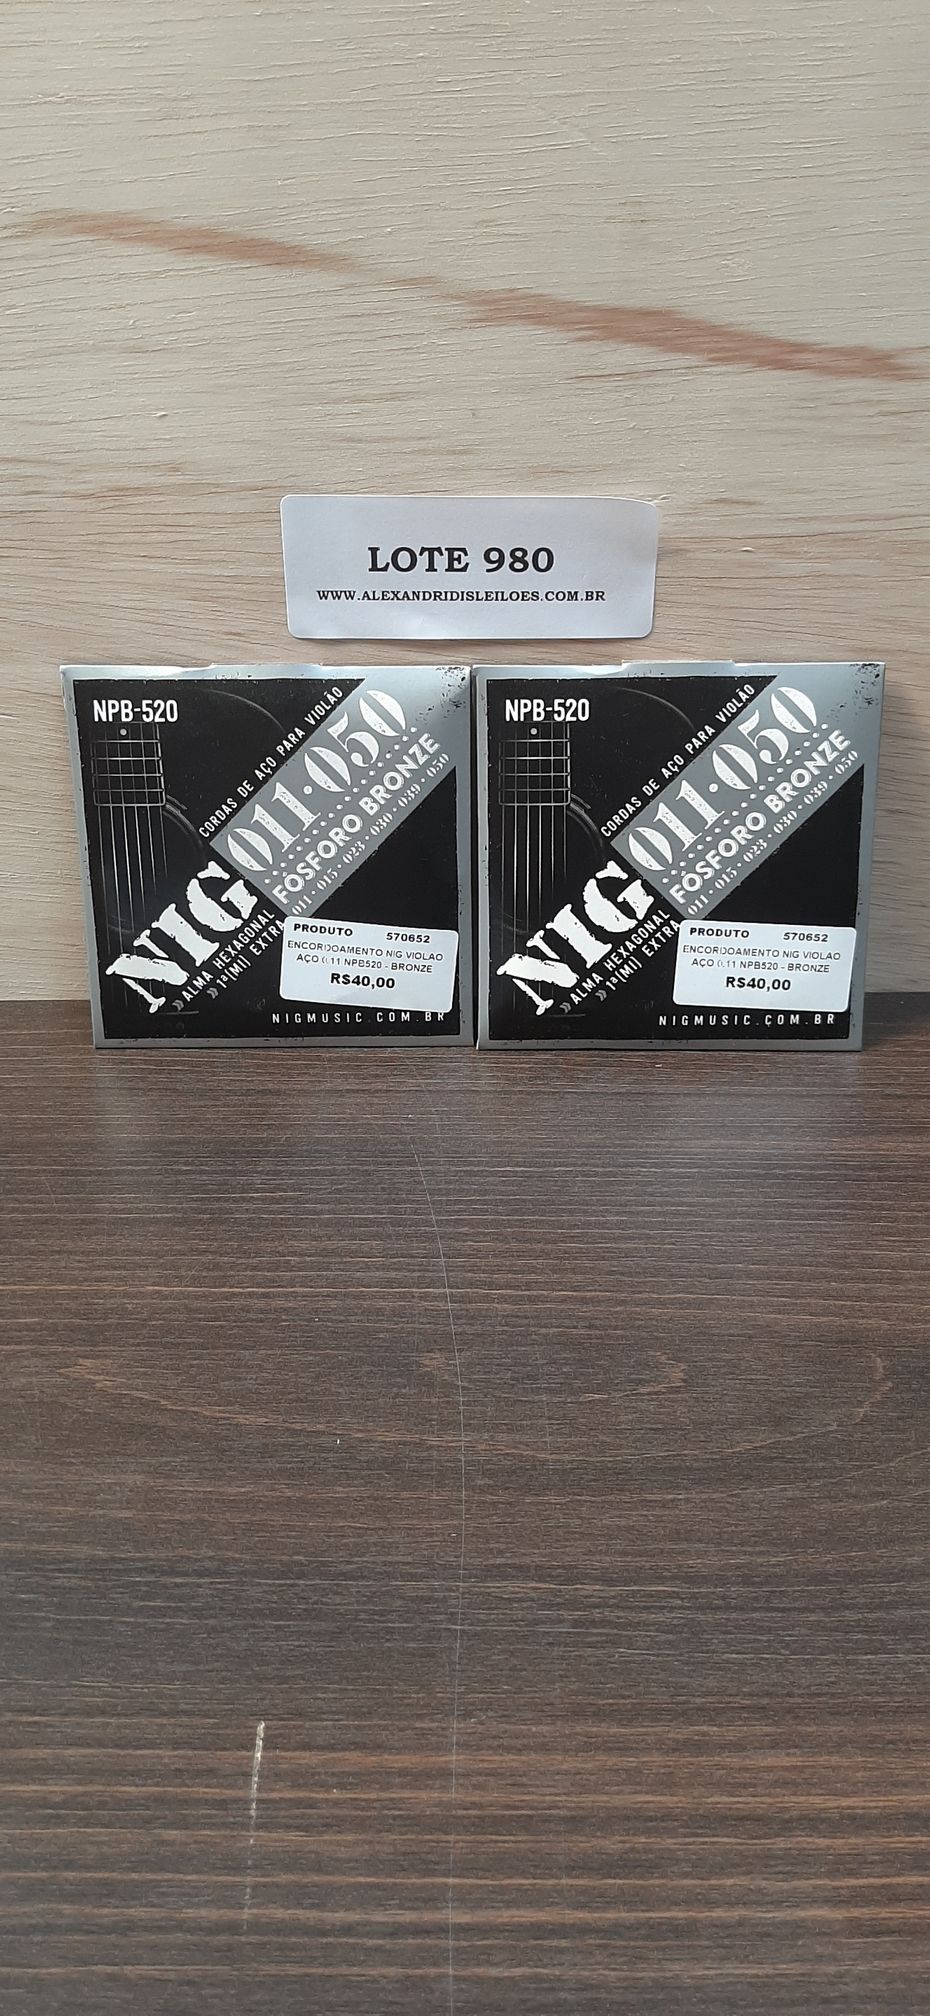 LOTE 980
WWW.ALEXANDRIDISLEILOES.COM.BR
NPB-520
CORDAS DE AÇO PARA VIOLÃO
011·050
FÓSFORO BRONZE
011 · 015 · 023 · 030 · 039 · 050
NIG
ALMA HEXAGONAL
1ª(MI) EXTRA
PRODUTO 570652
ENCORDOAMENTO NIG VIOLAO
AÇO 0.11 NPB520 - BRONZE
R$40,00
NIGMUSIC.COM.BR
NPB-520
CORDAS DE AÇO PARA VIOLÃO
011·050
FÓSFORO BRONZE
011 · 015 · 023 · 030 · 039 · 050
NIG
ALMA HEXAGONAL
1ª(MI) EXTRA
PRODUTO 570652
ENCORDOAMENTO NIG VIOLAO
AÇO 0.11 NPB520 - BRONZE
R$40,00
NIGMUSIC.COM.BR